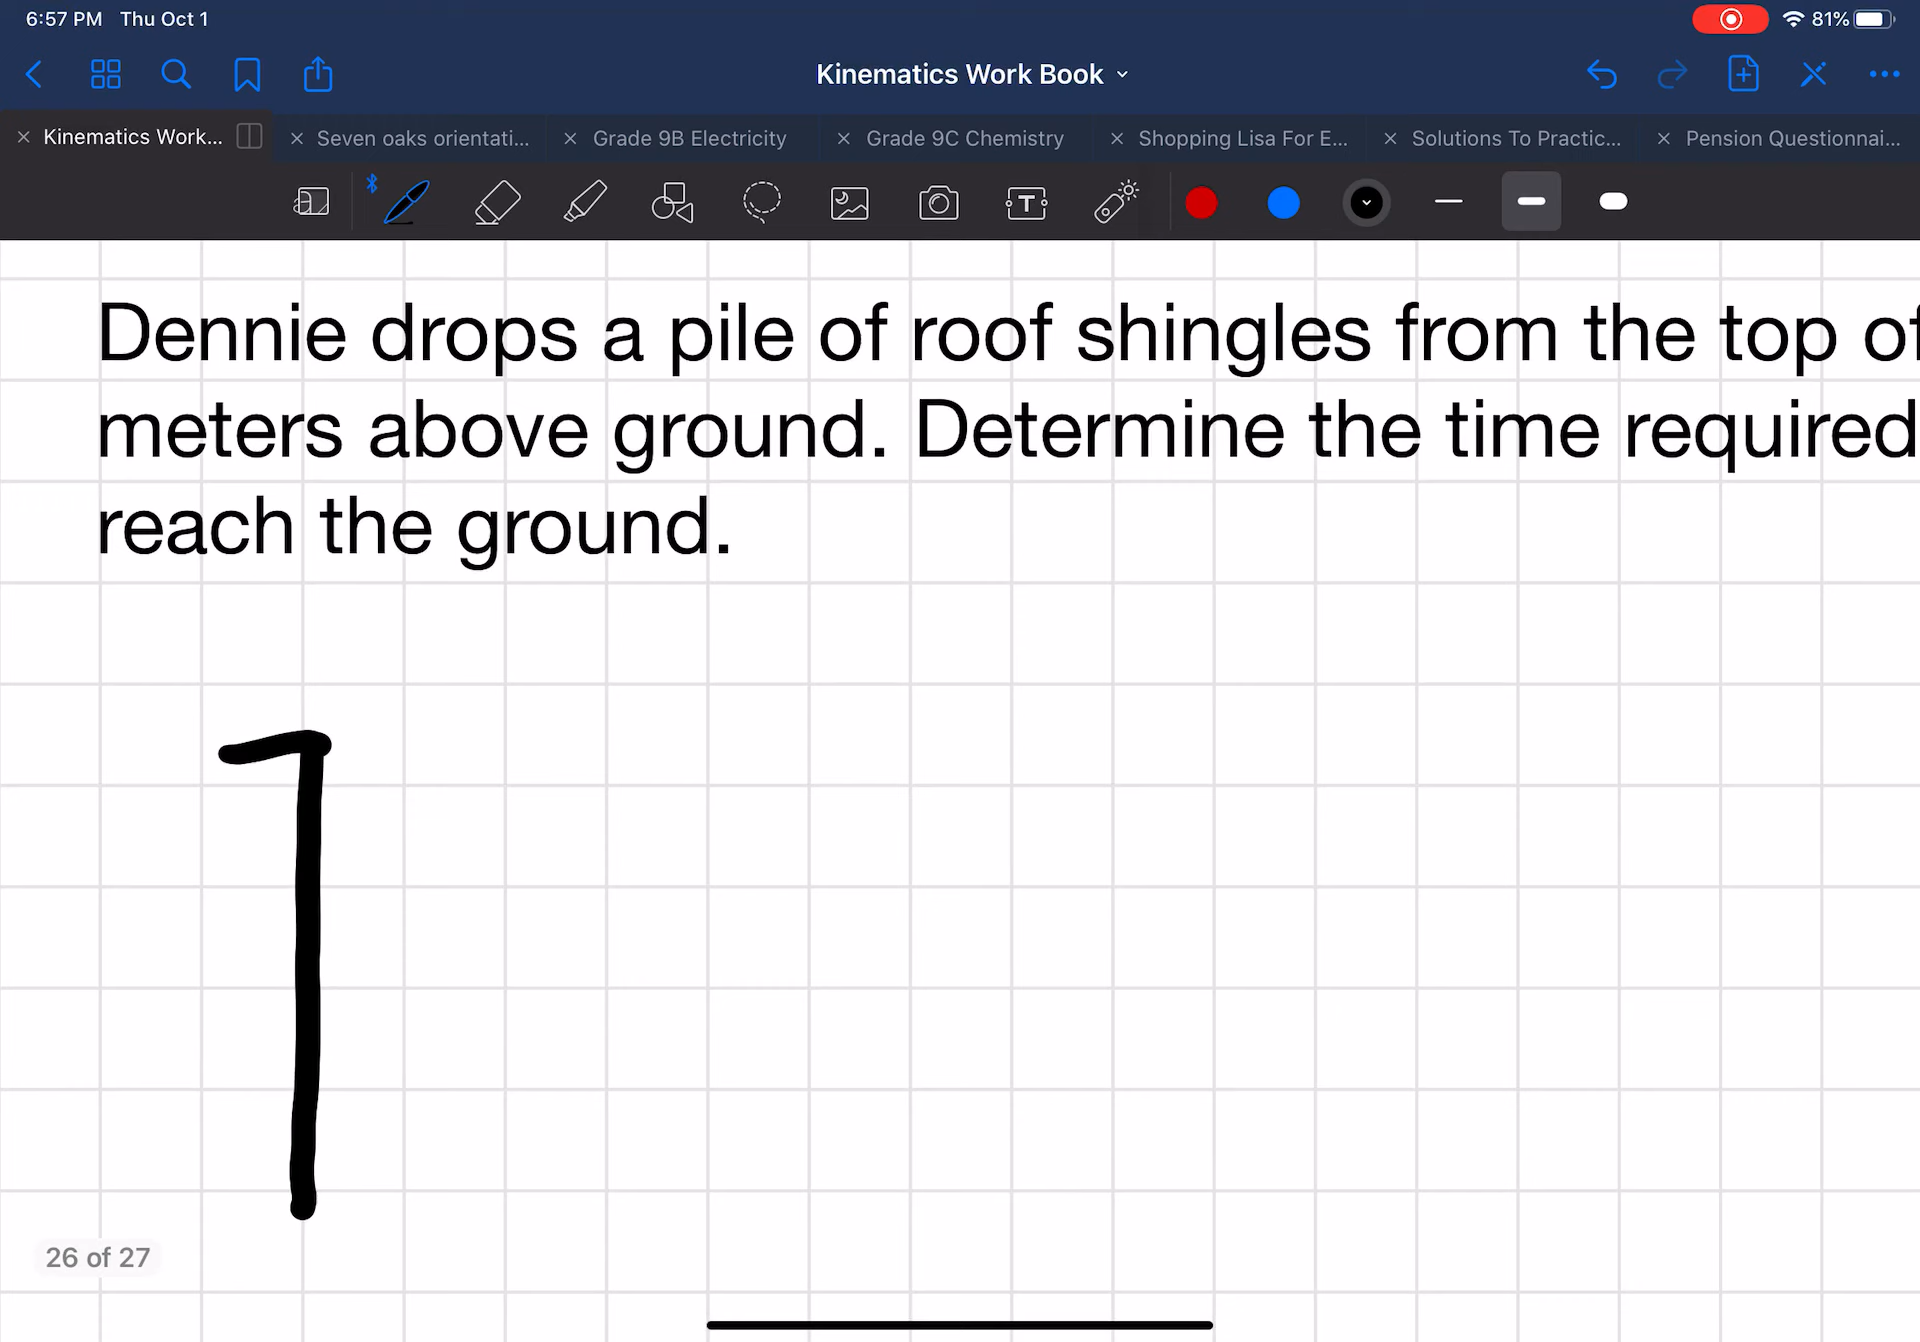 6:57 PM Thu Oct 1
81%
Kinematics Work Book
Kinematics Work...
Seven oaks orientati...
Grade 9B Electricity
Grade 9C Chemistry
Shopping Lisa For E...
Solutions To Practic...
Pension Questionnai...
Dennie drops a pile of roof shingles from the top of
meters above ground. Determine the time required
reach the ground.
26 of 27